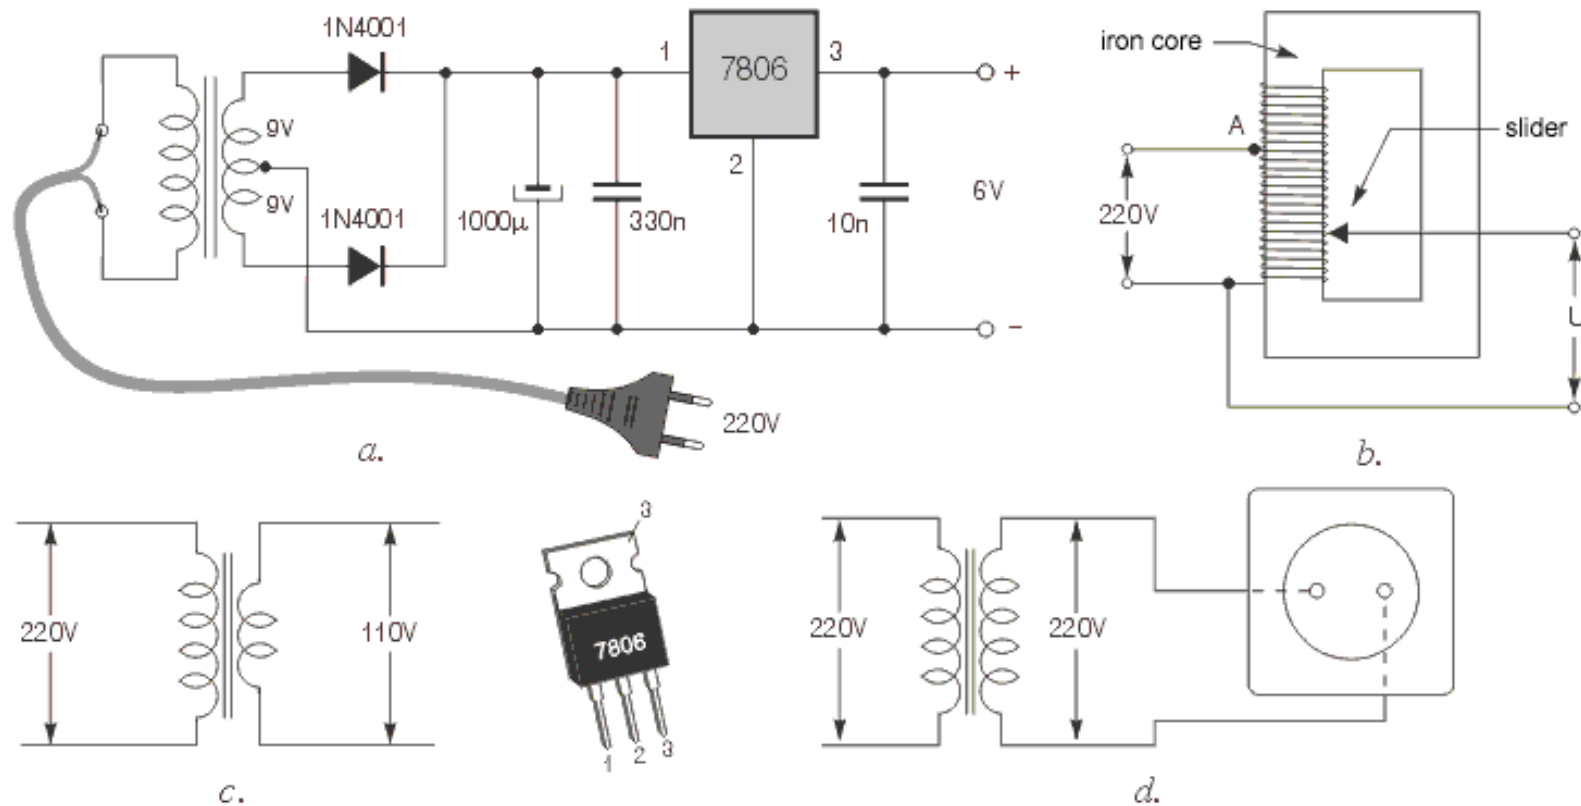 1N4001
9V
9V
1N4001
1000µ
330n
1
7806
3
2
10n
+
6V
−
220V
a.
iron core
A
slider
220V
U
b.
220V
110V
c.
3
7806
1
2
3
220V
220V
d.